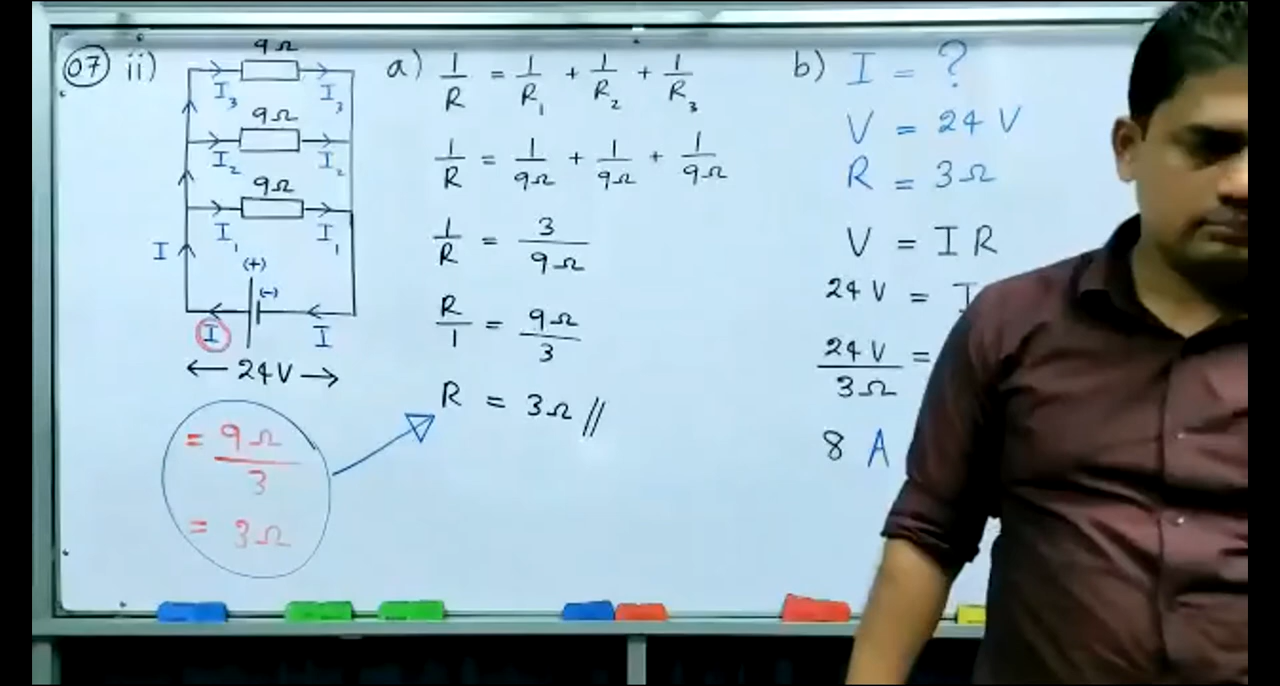 07 ii)
9Ω
I₃ I₃
9Ω
I₂ I₂
9Ω
I₁ I₁
I
(+)
(-)
I I
← 24V →
= 9Ω/3
= 3Ω
a) 1/R = 1/R₁ + 1/R₂ + 1/R₃
1/R = 1/9Ω + 1/9Ω + 1/9Ω
1/R = 3/9Ω
R/1 = 9Ω/3
R = 3Ω //
b) I = ?
V = 24 V
R = 3Ω
V = I R
24 V = I
24 V/3Ω =
8 A